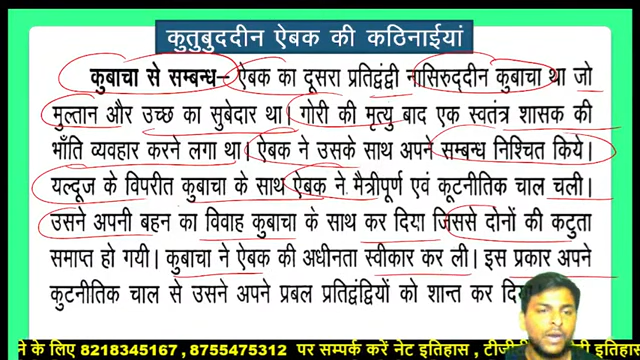 कुतुबुददीन ऐबक की कठिनाईयां
कुबाचा से सम्बन्ध- ऐबक का दूसरा प्रतिद्वंद्वी नासिरुद्दीन कुबाचा था जो
मुल्तान और उच्छ का सुबेदार था। गोरी की मृत्यु बाद एक स्वतंत्र शासक की
भाँति व्यवहार करने लगा था। ऐबक ने उसके साथ अपने सम्बन्ध निश्चित किये।
यल्दूज के विपरीत कुबाचा के साथ ऐबक ने मैत्रीपूर्ण एवं कूटनीतिक चाल चली।
उसने अपनी बहन का विवाह कुबाचा के साथ कर दिया जिससे दोनों की कटुता
समाप्त हो गयी। कुबाचा ने ऐबक की अधीनता स्वीकार कर ली। इस प्रकार अपने
कुटनीतिक चाल से उसने अपने प्रबल प्रतिद्वंद्वियों को शान्त कर
ने के लिए 8218345167 , 8755475312 पर सम्पर्क करें नेट इतिहास , टीजीटी इतिहास